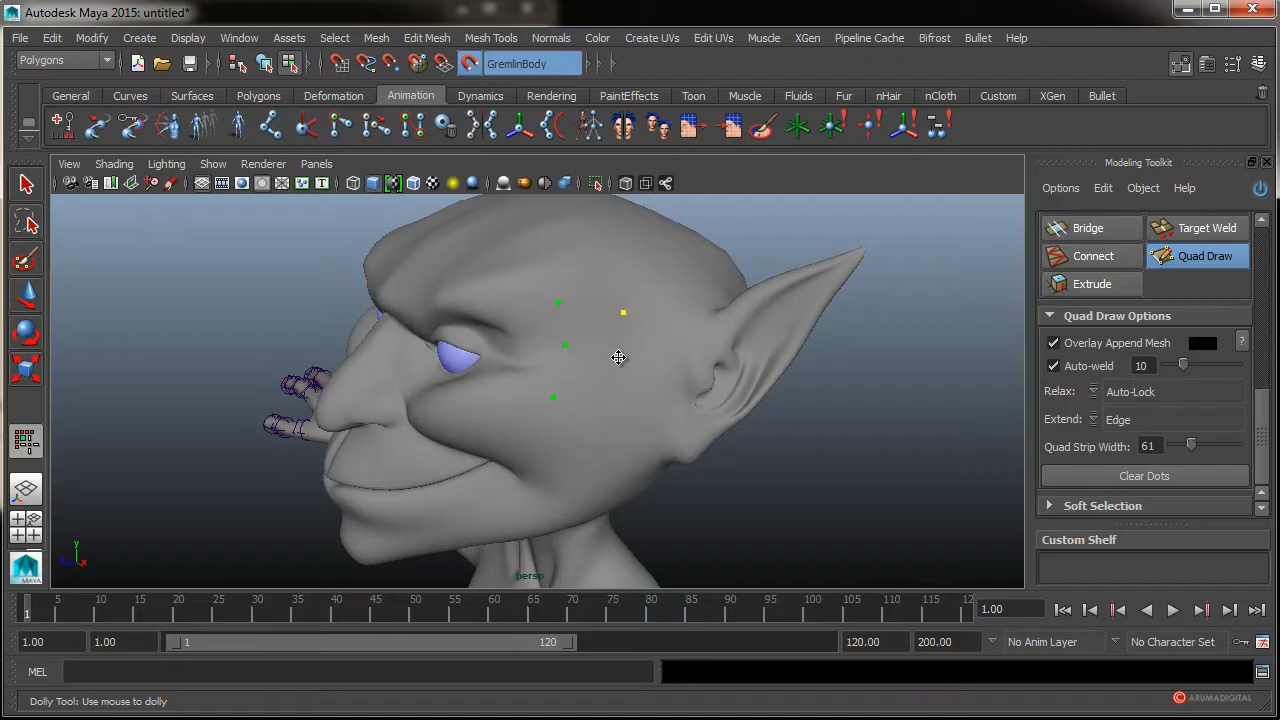 Autodesk Maya 2015: untitled*
File Edit Modify Create Display Window Assets Select Mesh Edit Mesh Mesh Tools Normals Color Create UVs Edit UVs Muscle XGen Pipeline Cache Bifrost Bullet Help
Polygons GremlinBody
General Curves Surfaces Polygons Deformation Animation Dynamics Rendering PaintEffects Toon Muscle Fluids Fur nHair nCloth Custom XGen Bullet
View Shading Lighting Show Renderer Panels
Modeling Toolkit
Options Edit Object Help
Bridge Target Weld
Connect Quad Draw
Extrude
Quad Draw Options
Overlay Append Mesh ?
Auto-weld 10
Relax: Auto-Lock
Extend: Edge
Quad Strip Width: 61
Clear Dots
Soft Selection
Custom Shelf
y
z x
persp
MAYA
1 5 10 15 20 25 30 35 40 45 50 55 60 65 70 75 80 85 90 95 100 105 110 115 12 1.00
1.00 1.00 1 120 120.00 200.00 No Anim Layer No Character Set
MEL
Dolly Tool: Use mouse to dolly
© ARUMADIGITAL